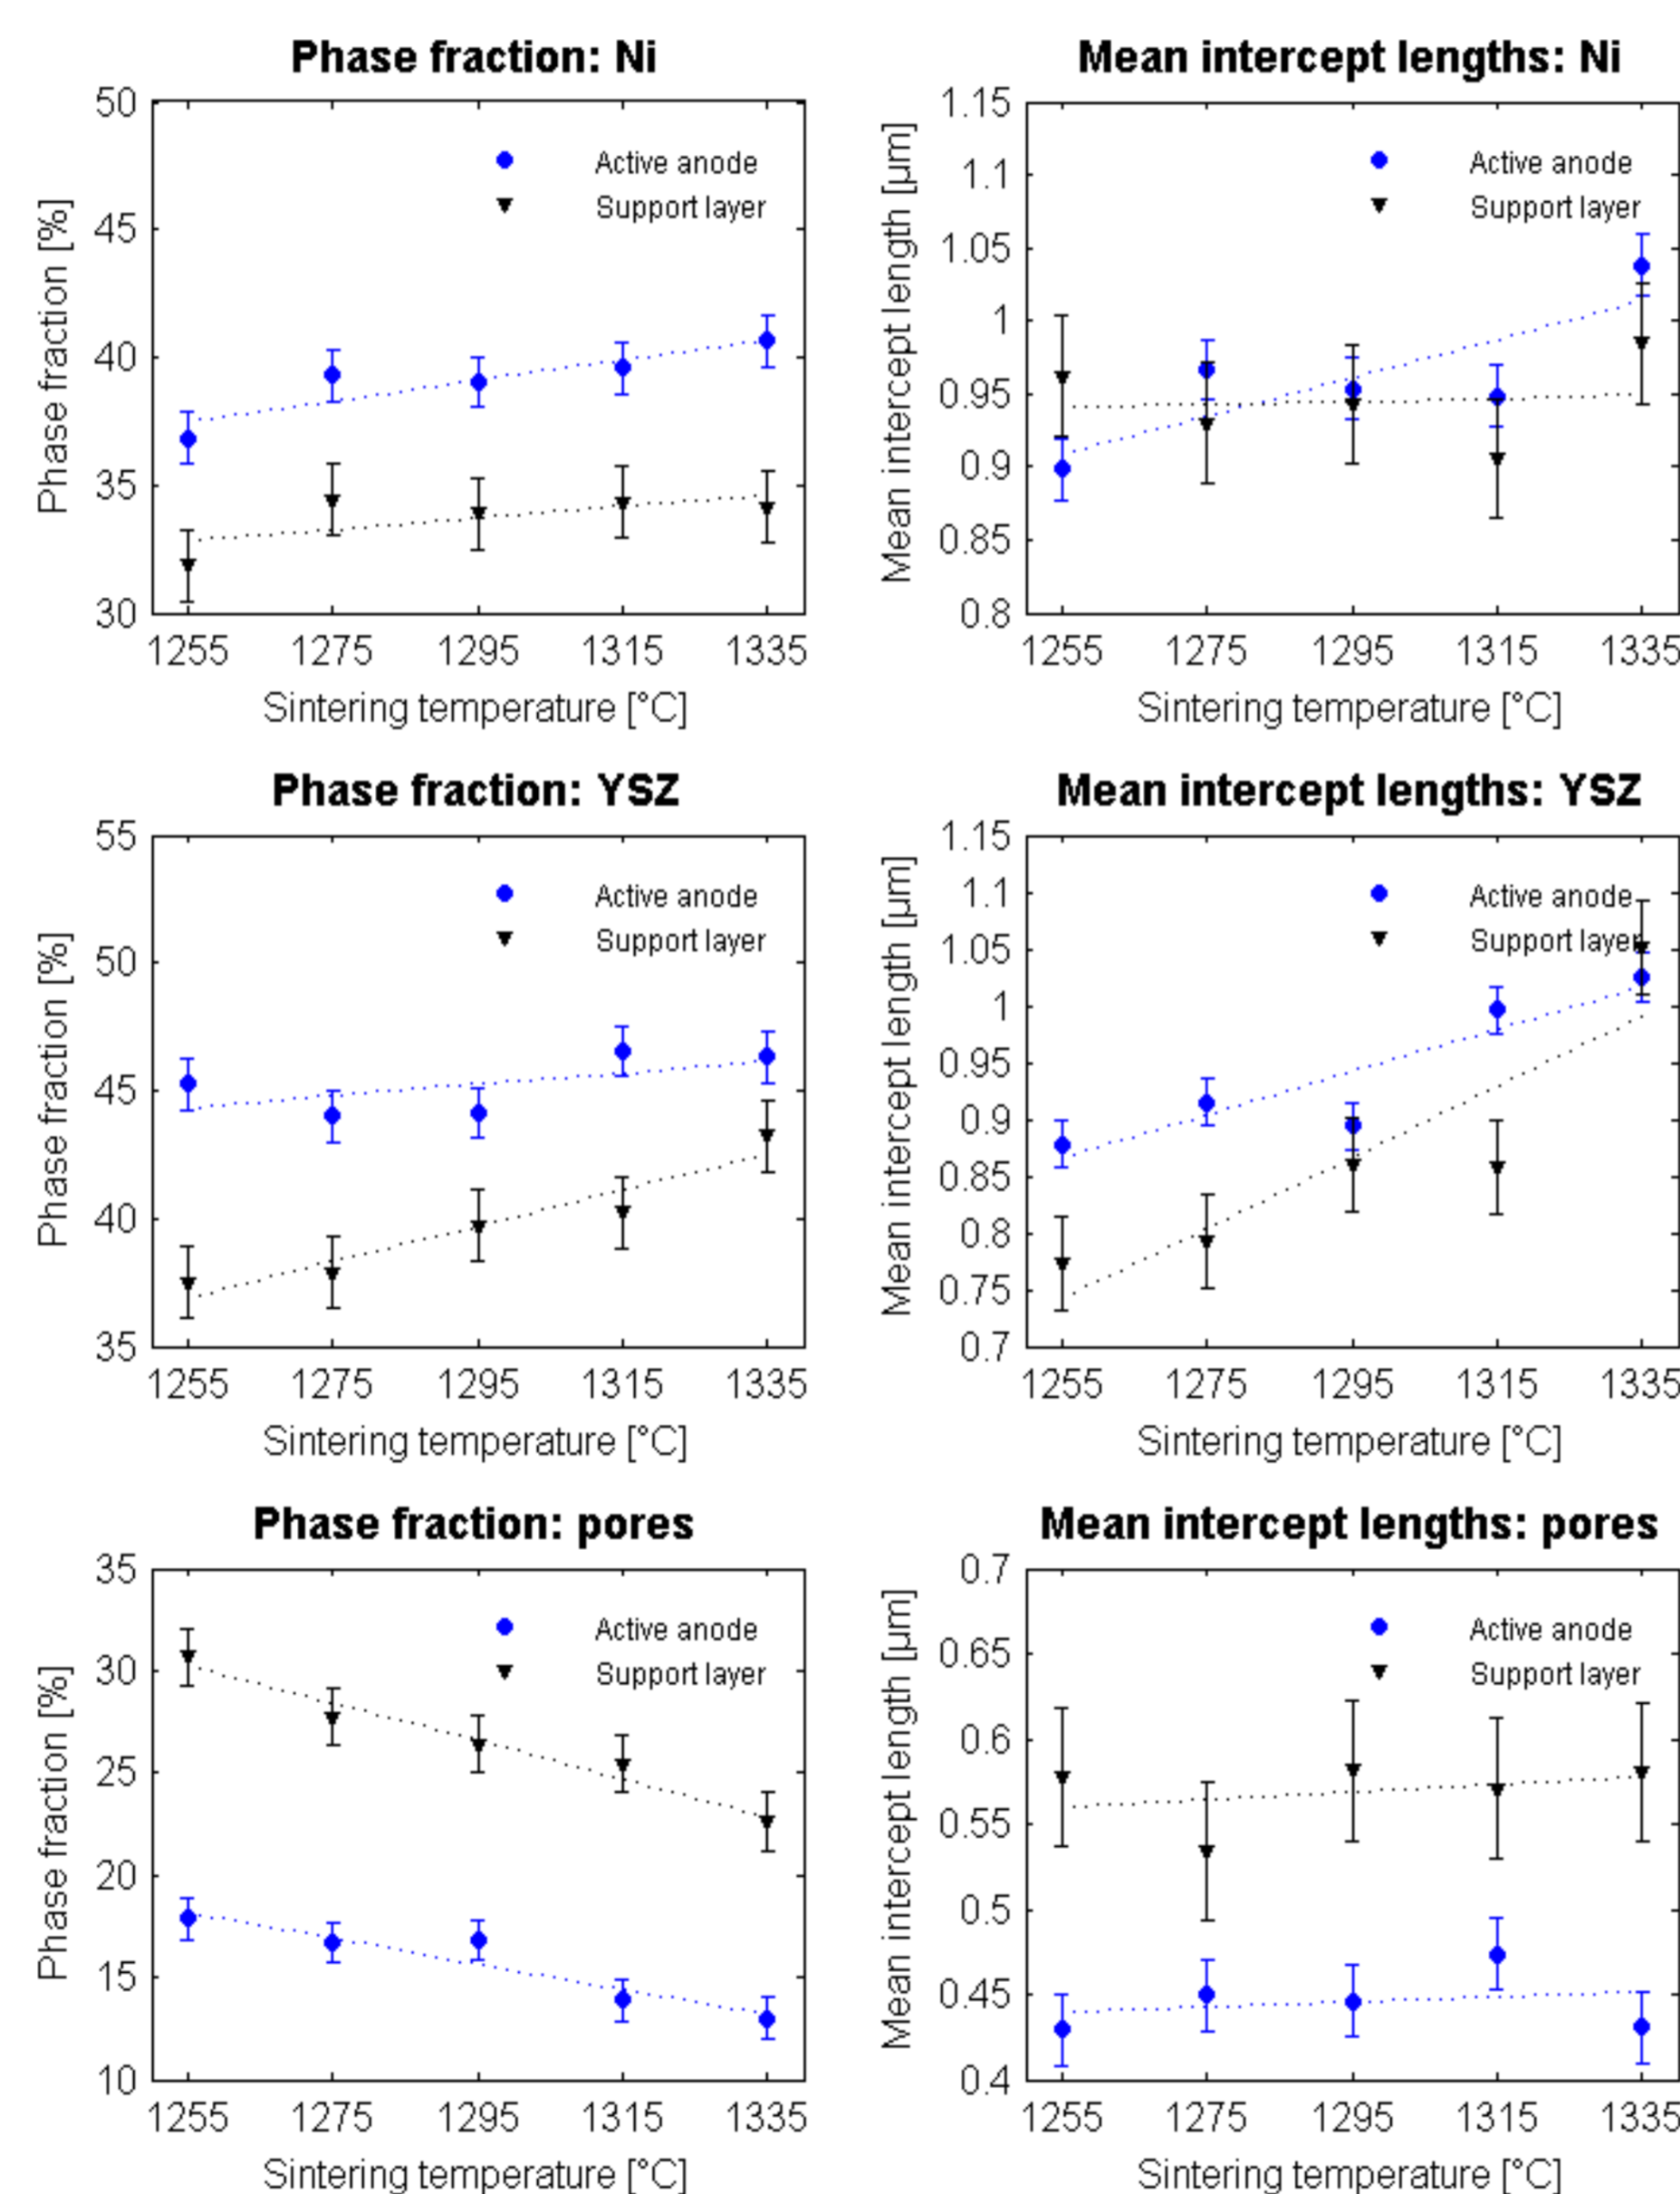 Phase fraction: Ni
Phase fraction [%]
50
45
40
35
30
Active anode
Support layer
1255 1275 1295 1315 1335
Sintering temperature [°C]
Mean intercept lengths: Ni
Mean intercept length [µm]
1.15
1.1
1.05
1
0.95
0.9
0.85
0.8
Active anode
Support layer
1255 1275 1295 1315 1335
Sintering temperature [°C]
Phase fraction: YSZ
Phase fraction [%]
55
50
45
40
35
Active anode
Support layer
1255 1275 1295 1315 1335
Sintering temperature [°C]
Mean intercept lengths: YSZ
Mean intercept length [µm]
1.15
1.1
1.05
1
0.95
0.9
0.85
0.8
0.75
0.7
Active anode
Support layer
1255 1275 1295 1315 1335
Sintering temperature [°C]
Phase fraction: pores
Phase fraction [%]
35
30
25
20
15
10
Active anode
Support layer
1255 1275 1295 1315 1335
Sintering temperature [°C]
Mean intercept lengths: pores
Mean intercept length [µm]
0.7
0.65
0.6
0.55
0.5
0.45
0.4
Active anode
Support layer
1255 1275 1295 1315 1335
Sintering temperature [°C]